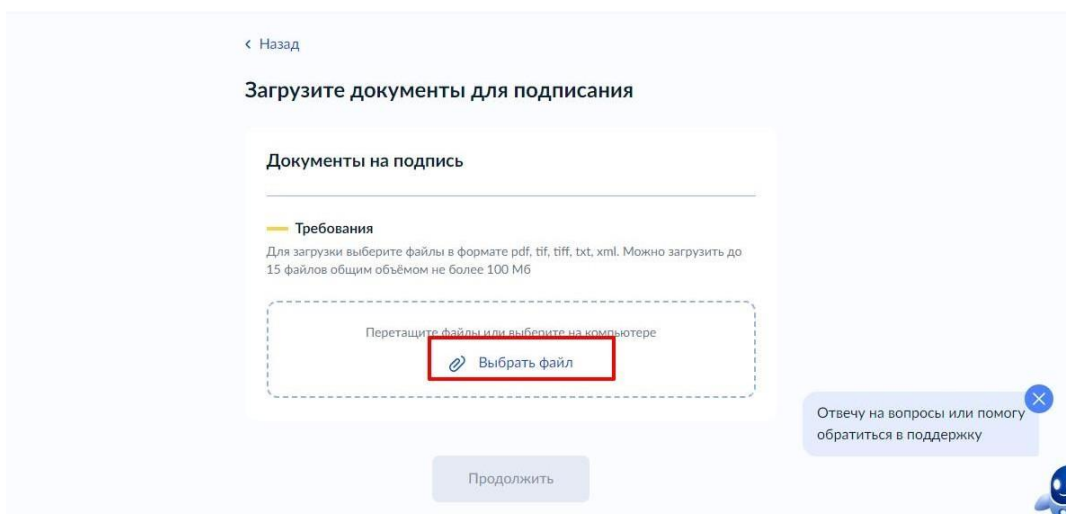 Назад
Загрузите документы для подписания
Документы на подпись
Требования
Для загрузки выберите файлы в формате pdf, tif, tiff, txt, xml. Можно загрузить до
15 файлов общим объёмом не более 100 Мб
Перетащите файлы или выберите на компьютере
Выбрать файл
Отвечу на вопросы или помогу
обратиться в поддержку
Продолжить